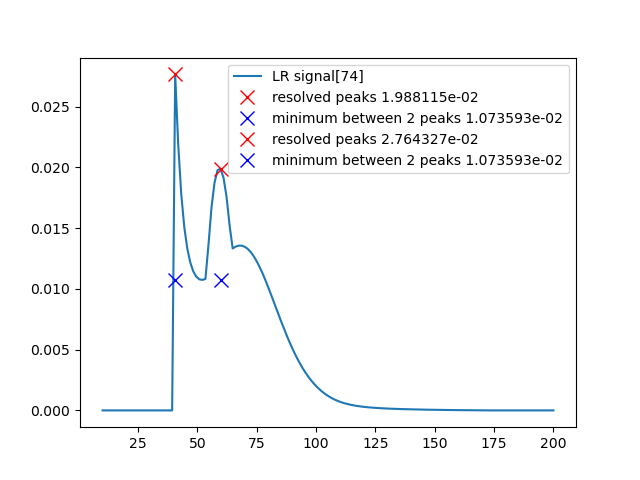 LR signal[74]
resolved peaks 1.988115e-02
minimum between 2 peaks 1.073593e-02
resolved peaks 2.764327e-02
minimum between 2 peaks 1.073593e-02
0.025
0.020
0.015
0.010
0.005
0.000
25 50 75 100 125 150 175 200